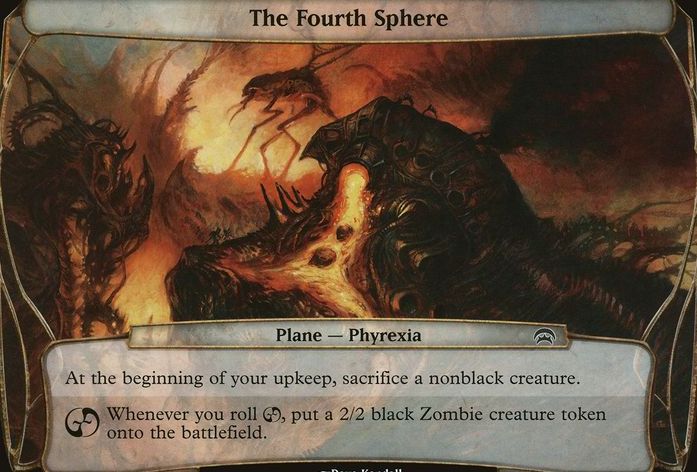 The Fourth Sphere
Plane — Phyrexia
At the beginning of your upkeep, sacrifice a nonblack creature.
Whenever you roll , put a 2/2 black Zombie creature token
onto the battlefield.